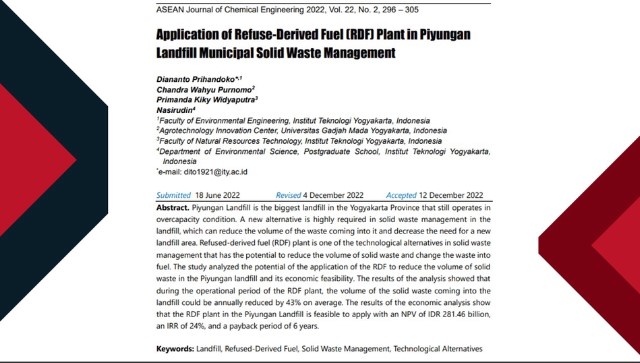 ASEAN Journal of Chemical Engineering 2022, Vol. 22, No. 2, 296 – 305
Application of Refuse-Derived Fuel (RDF) Plant in Piyungan
Landfill Municipal Solid Waste Management
Diananto Prihandoko*,1
Chandra Wahyu Purnomo2
Primanda Kiky Widyaputra3
Nasirudin4
1Faculty of Environmental Engineering, Institut Teknologi Yogyakarta, Indonesia
2Agrotechnology Innovation Center, Universitas Gadjah Mada Yogyakarta, Indonesia
3Faculty of Natural Resources Technology, Institut Teknologi Yogyakarta, Indonesia
4Department of Environmental Science, Postgraduate School, Institut Teknologi Yogyakarta,
Indonesia
*e-mail: dito1921@ity.ac.id
Submitted 18 June 2022 Revised 4 December 2022 Accepted 12 December 2022
Abstract. Piyungan Landfill is the biggest landfill in the Yogyakarta Province that still operates in
overcapacity condition. A new alternative is highly required in solid waste management in the
landfill, which can reduce the volume of the waste coming into it and decrease the need for a new
landfill area. Refused-derived fuel (RDF) plant is one of the technological alternatives in solid waste
management that has the potential to reduce the volume of solid waste and change the waste into
fuel. The study analyzed the potential of the application of the RDF to reduce the volume of solid
waste in the Piyungan landfill and its economic feasibility. The results of the analysis showed that
during the operational period of the RDF plant, the volume of the solid waste coming into the
landfill could be annually reduced by 43% on average. The results of the economic analysis show
that the RDF plant in the Piyungan Landfill is feasible to apply with an NPV of IDR 281.46 billion,
an IRR of 24%, and a payback period of 6 years.
Keywords: Landfill, Refused-Derived Fuel, Solid Waste Management, Technological Alternatives